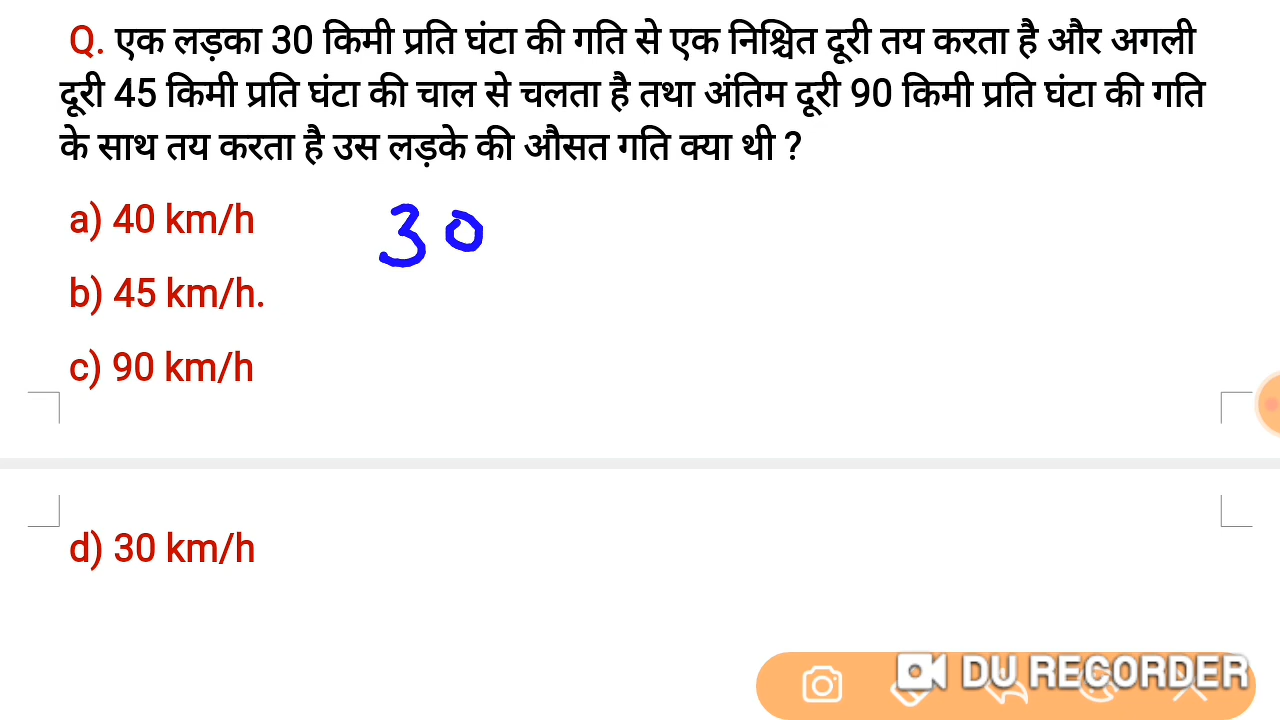 Q. एक लड़का 30 किमी प्रति घंटा की गति से एक निश्चित दूरी तय करता है और अगली
दूरी 45 किमी प्रति घंटा की चाल से चलता है तथा अंतिम दूरी 90 किमी प्रति घंटा की गति
के साथ तय करता है उस लड़के की औसत गति क्या थी ?
a) 40 km/h
30
b) 45 km/h.
c) 90 km/h
d) 30 km/h
DU RECORDER